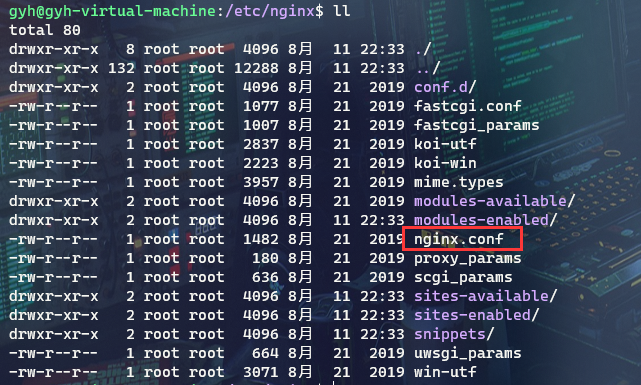 gyh@gyh-virtual-machine:/etc/nginx$ ll
total 80
drwxr-xr-x   8 root root  4096 8月  11 22:33 ./
drwxr-xr-x 132 root root 12288 8月  11 22:33 ../
drwxr-xr-x   2 root root  4096 8月  21  2019 conf.d/
-rw-r--r--   1 root root  1077 8月  21  2019 fastcgi.conf
-rw-r--r--   1 root root  1007 8月  21  2019 fastcgi_params
-rw-r--r--   1 root root  2837 8月  21  2019 koi-utf
-rw-r--r--   1 root root  2223 8月  21  2019 koi-win
-rw-r--r--   1 root root  3957 8月  21  2019 mime.types
drwxr-xr-x   2 root root  4096 8月  21  2019 modules-available/
drwxr-xr-x   2 root root  4096 8月  11 22:33 modules-enabled/
-rw-r--r--   1 root root  1482 8月  21  2019 nginx.conf
-rw-r--r--   1 root root   180 8月  21  2019 proxy_params
-rw-r--r--   1 root root   636 8月  21  2019 scgi_params
drwxr-xr-x   2 root root  4096 8月  11 22:33 sites-available/
drwxr-xr-x   2 root root  4096 8月  11 22:33 sites-enabled/
drwxr-xr-x   2 root root  4096 8月  11 22:33 snippets/
-rw-r--r--   1 root root   664 8月  21  2019 uwsgi_params
-rw-r--r--   1 root root  3071 8月  21  2019 win-utf